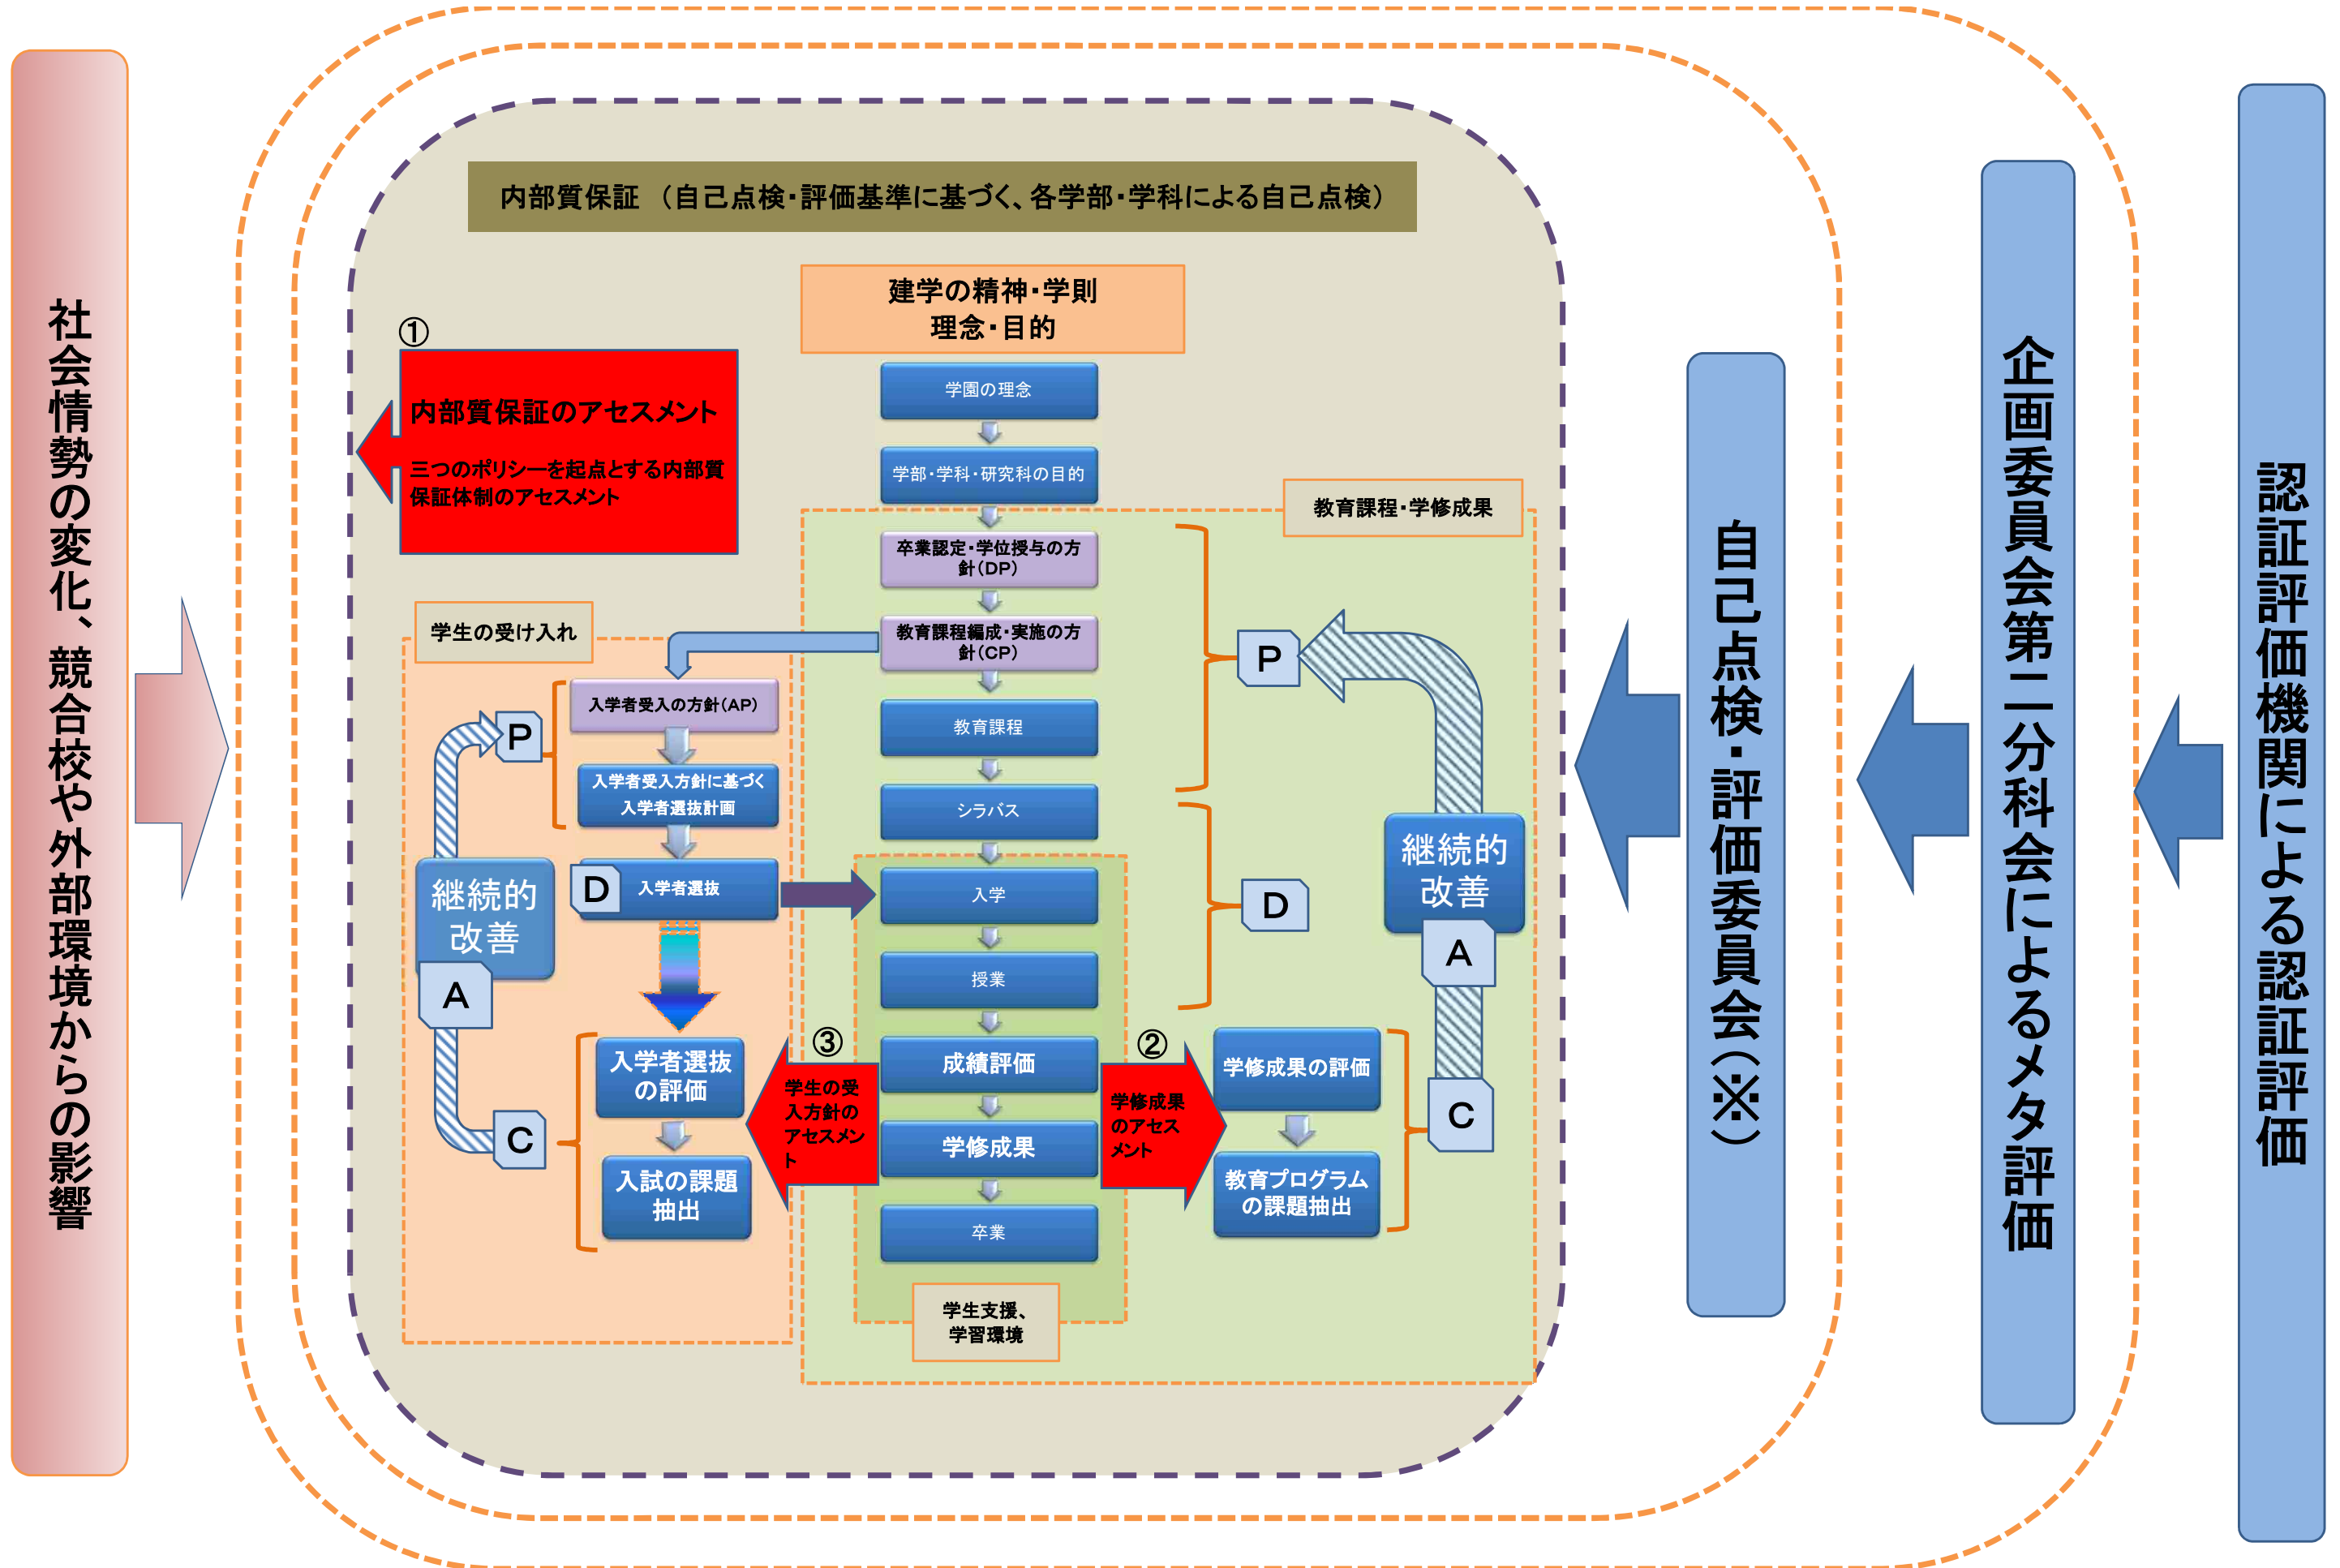 社会情勢の変化、競合校や外部環境からの影響
内部質保証 （自己点検・評価基準に基づく、各学部・学科による自己点検）
建学の精神・学則
理念・目的
①
内部質保証のアセスメント
三つのポリシーを起点とする内部質
保証体制のアセスメント
学園の理念
学部・学科・研究科の目的
教育課程・学修成果
卒業認定・学位授与の方
針（DP）
教育課程編成・実施の方
針（CP）
教育課程
シラバス
入学
授業
成績評価
学修成果
卒業
学生支援、
学習環境
学生の受け入れ
入学者受入の方針（AP）
入学者受入方針に基づく
入学者選抜計画
入学者選抜
P
D
継続的
改善
A
C
入学者選抜
の評価
入試の課題
抽出
③
学生の受
入方針の
アセスメン
ト
②
学修成果
のアセス
メント
学修成果の評価
教育プログラム
の課題抽出
P
D
継続的
改善
A
C
自己点検・評価委員会（※）
企画委員会第二分科会によるメタ評価
認証評価機関による認証評価